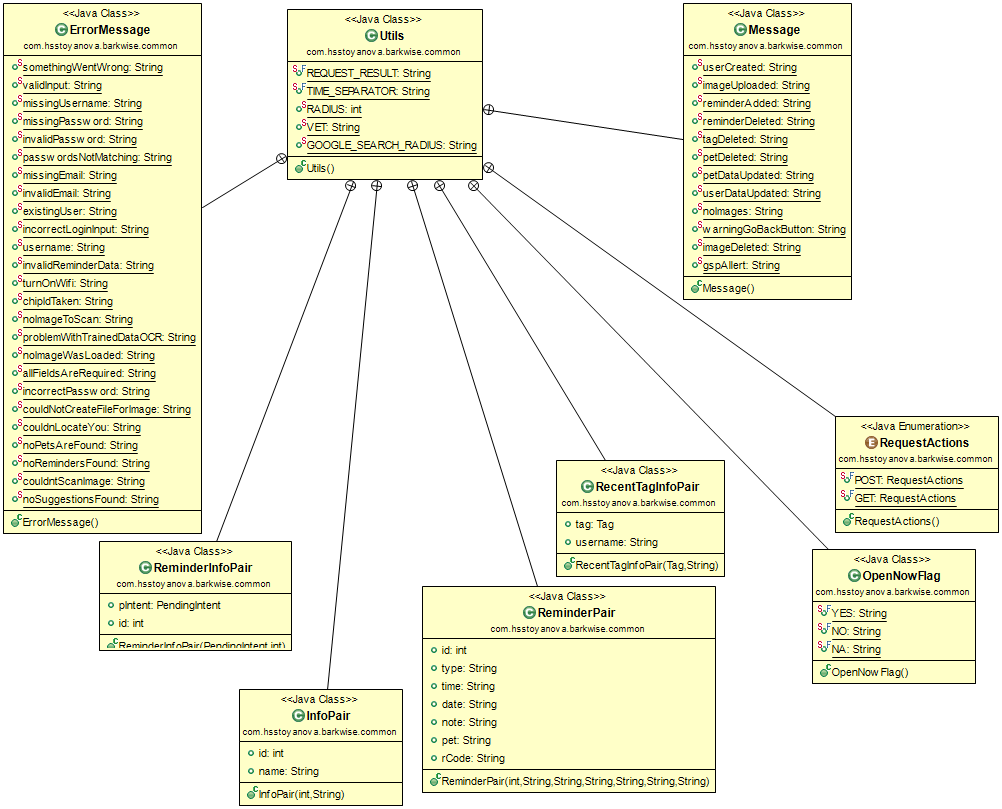 <<Java Class>>
ErrorMessage
com.hsstoyanova.barkwise.common
somethingWentWrong: String
validInput: String
missingUsername: String
missingPassword: String
invalidPassword: String
passwordsNotMatching: String
missingEmail: String
invalidEmail: String
existingUser: String
incorrectLoginInput: String
username: String
invalidReminderData: String
turnOnWifi: String
chipIdTaken: String
noImageToScan: String
problemWithTrainedDataOCR: String
noImageWasLoaded: String
allFieldsAreRequired: String
incorrectPassword: String
couldNotCreateFileForImage: String
couldnLocateYou: String
noPetsAreFound: String
noRemindersFound: String
couldntScanImage: String
noSuggestionsFound: String
ErrorMessage()
<<Java Class>>
Utils
com.hsstoyanova.barkwise.common
REQUEST_RESULT: String
TIME_SEPARATOR: String
RADIUS: int
VET: String
GOOGLE_SEARCH_RADIUS: String
Utils()
<<Java Class>>
Message
com.hsstoyanova.barkwise.common
userCreated: String
imageUploaded: String
reminderAdded: String
reminderDeleted: String
tagDeleted: String
petDeleted: String
petDataUpdated: String
userDataUpdated: String
noImages: String
warningGoBackButton: String
imageDeleted: String
gspAllert: String
Message()
<<Java Enumeration>>
RequestActions
com.hsstoyanova.barkwise.common
POST: RequestActions
GET: RequestActions
RequestActions()
<<Java Class>>
RecentTagInfoPair
com.hsstoyanova.barkwise.common
tag: Tag
username: String
RecentTagInfoPair(Tag,String)
<<Java Class>>
OpenNowFlag
com.hsstoyanova.barkwise.common
YES: String
NO: String
NA: String
OpenNowFlag()
<<Java Class>>
ReminderInfoPair
com.hsstoyanova.barkwise.common
pIntent: PendingIntent
id: int
ReminderInfoPair(PendingIntent,int)
<<Java Class>>
ReminderPair
com.hsstoyanova.barkwise.common
id: int
type: String
time: String
date: String
note: String
pet: String
rCode: String
ReminderPair(int,String,String,String,String,String,String)
<<Java Class>>
InfoPair
com.hsstoyanova.barkwise.common
id: int
name: String
InfoPair(int,String)